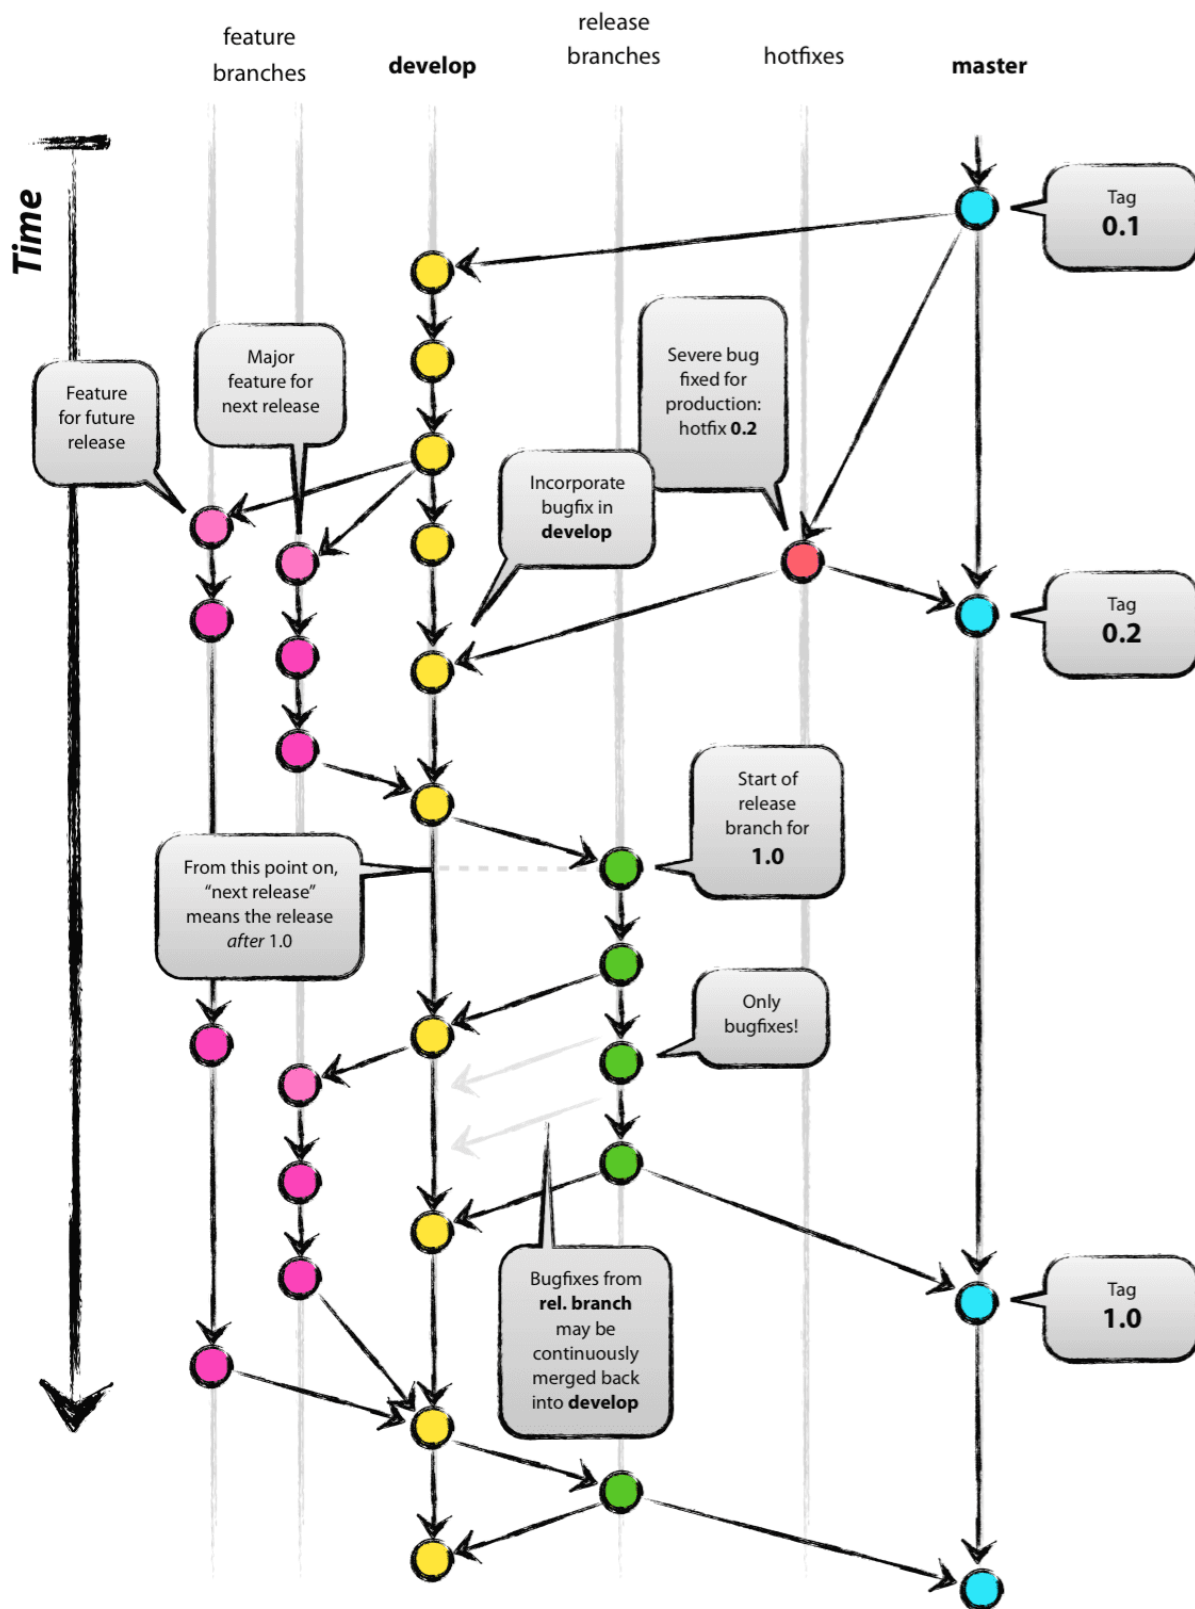 feature
branches
develop
release
branches
hotfixes
master
Time
Tag
0.1
Major
feature for
next release
Feature
for future
release
Severe bug
fixed for
production:
hotfix 0.2
Incorporate
bugfix in
develop
Tag
0.2
Start of
release
branch for
1.0
From this point on,
“next release”
means the release
after 1.0
Only
bugfixes!
Bugfixes from
rel. branch
may be
continuously
merged back
into develop
Tag
1.0